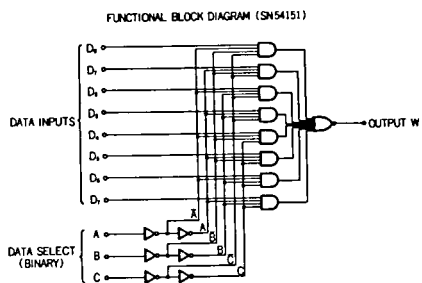 FUNCTIONAL BLOCK DIAGRAM (SN54151)
D₀
D₁
D₂
D₃
D₄
D₅
D₆
D₇
DATA INPUTS
OUTPUT W
Ā
A
A
B̄
B
B
C̄
C
C
DATA SELECT
(BINARY)